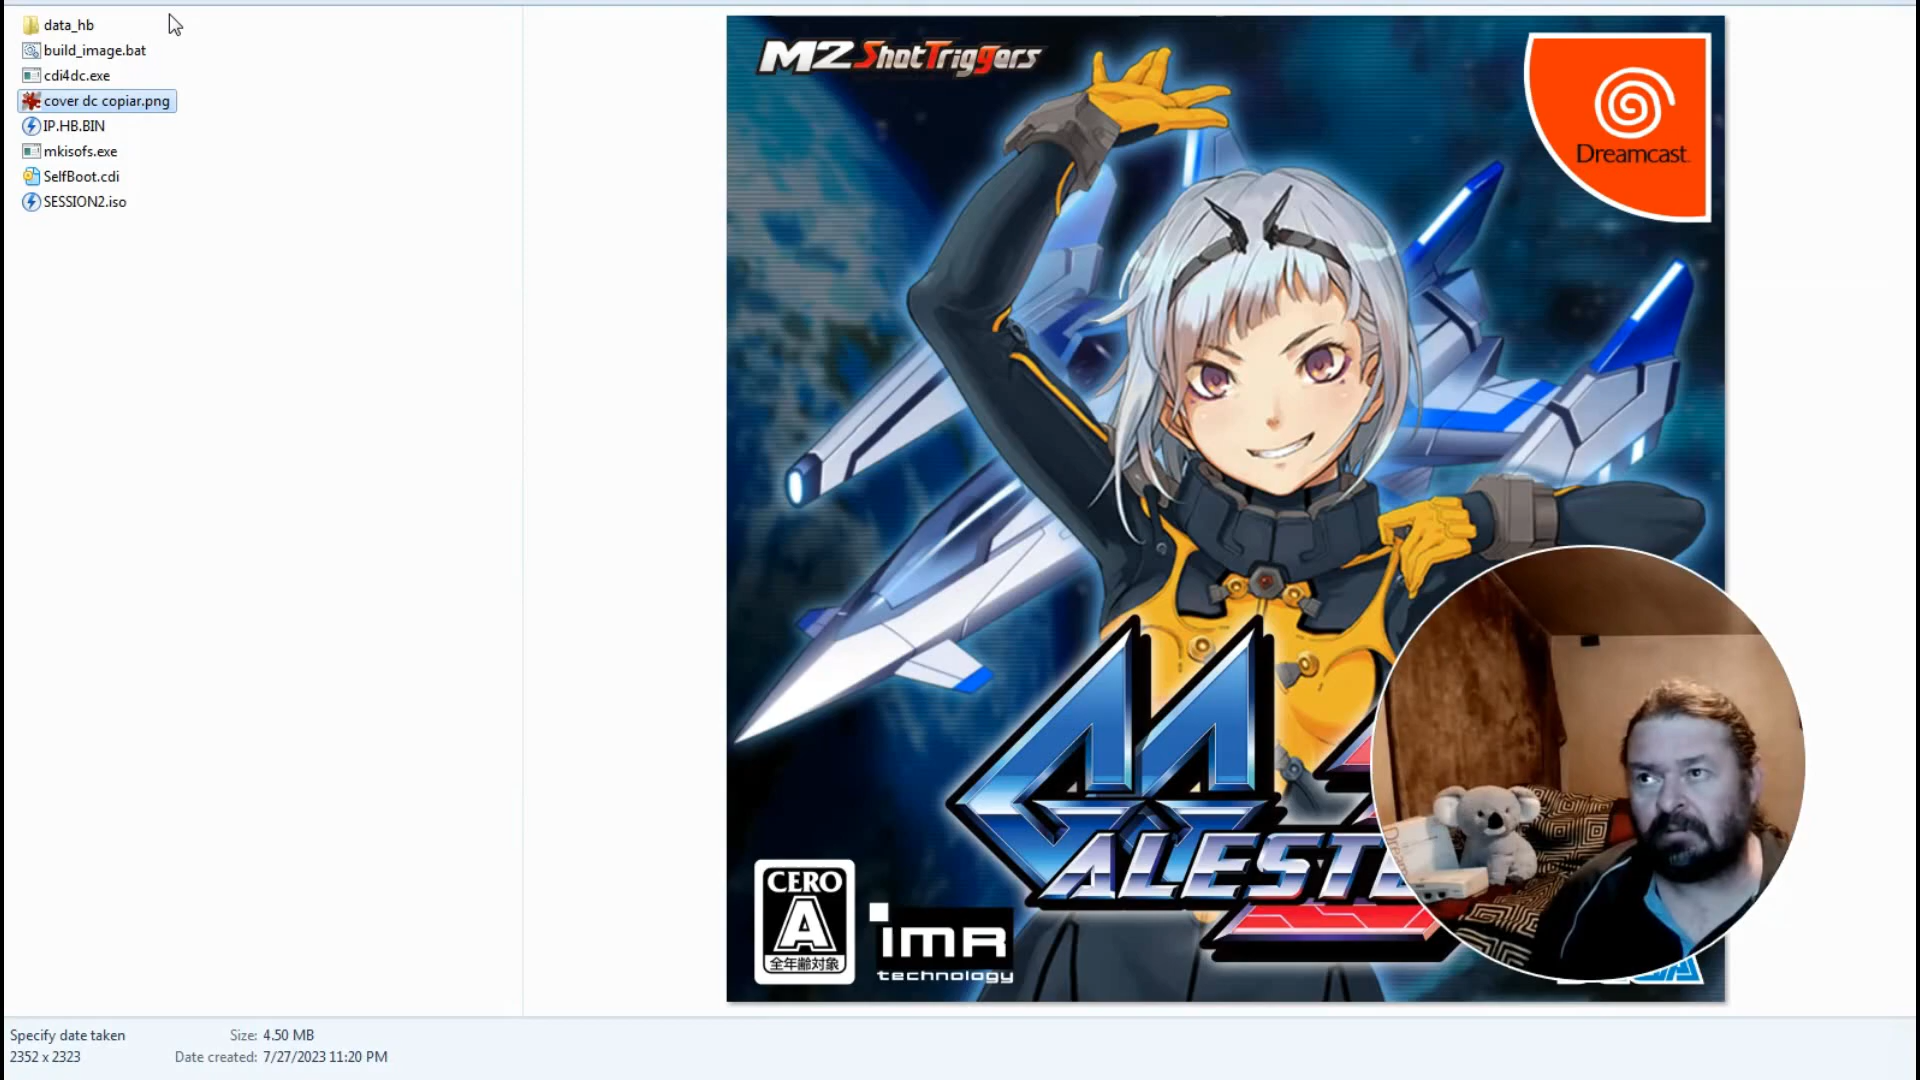 data_hb
build_image.bat
cdi4dc.exe
cover dc copiar.png
IP.HB.BIN
mkisofs.exe
SelfBoot.cdi
SESSION2.iso
M2 ShotTriggers
Dreamcast
GG
ALESTE
CERO
A
全年齢対象
imR
technology
Specify date taken
Size: 4.50 MB
2352 x 2323
Date created: 7/27/2023 11:20 PM